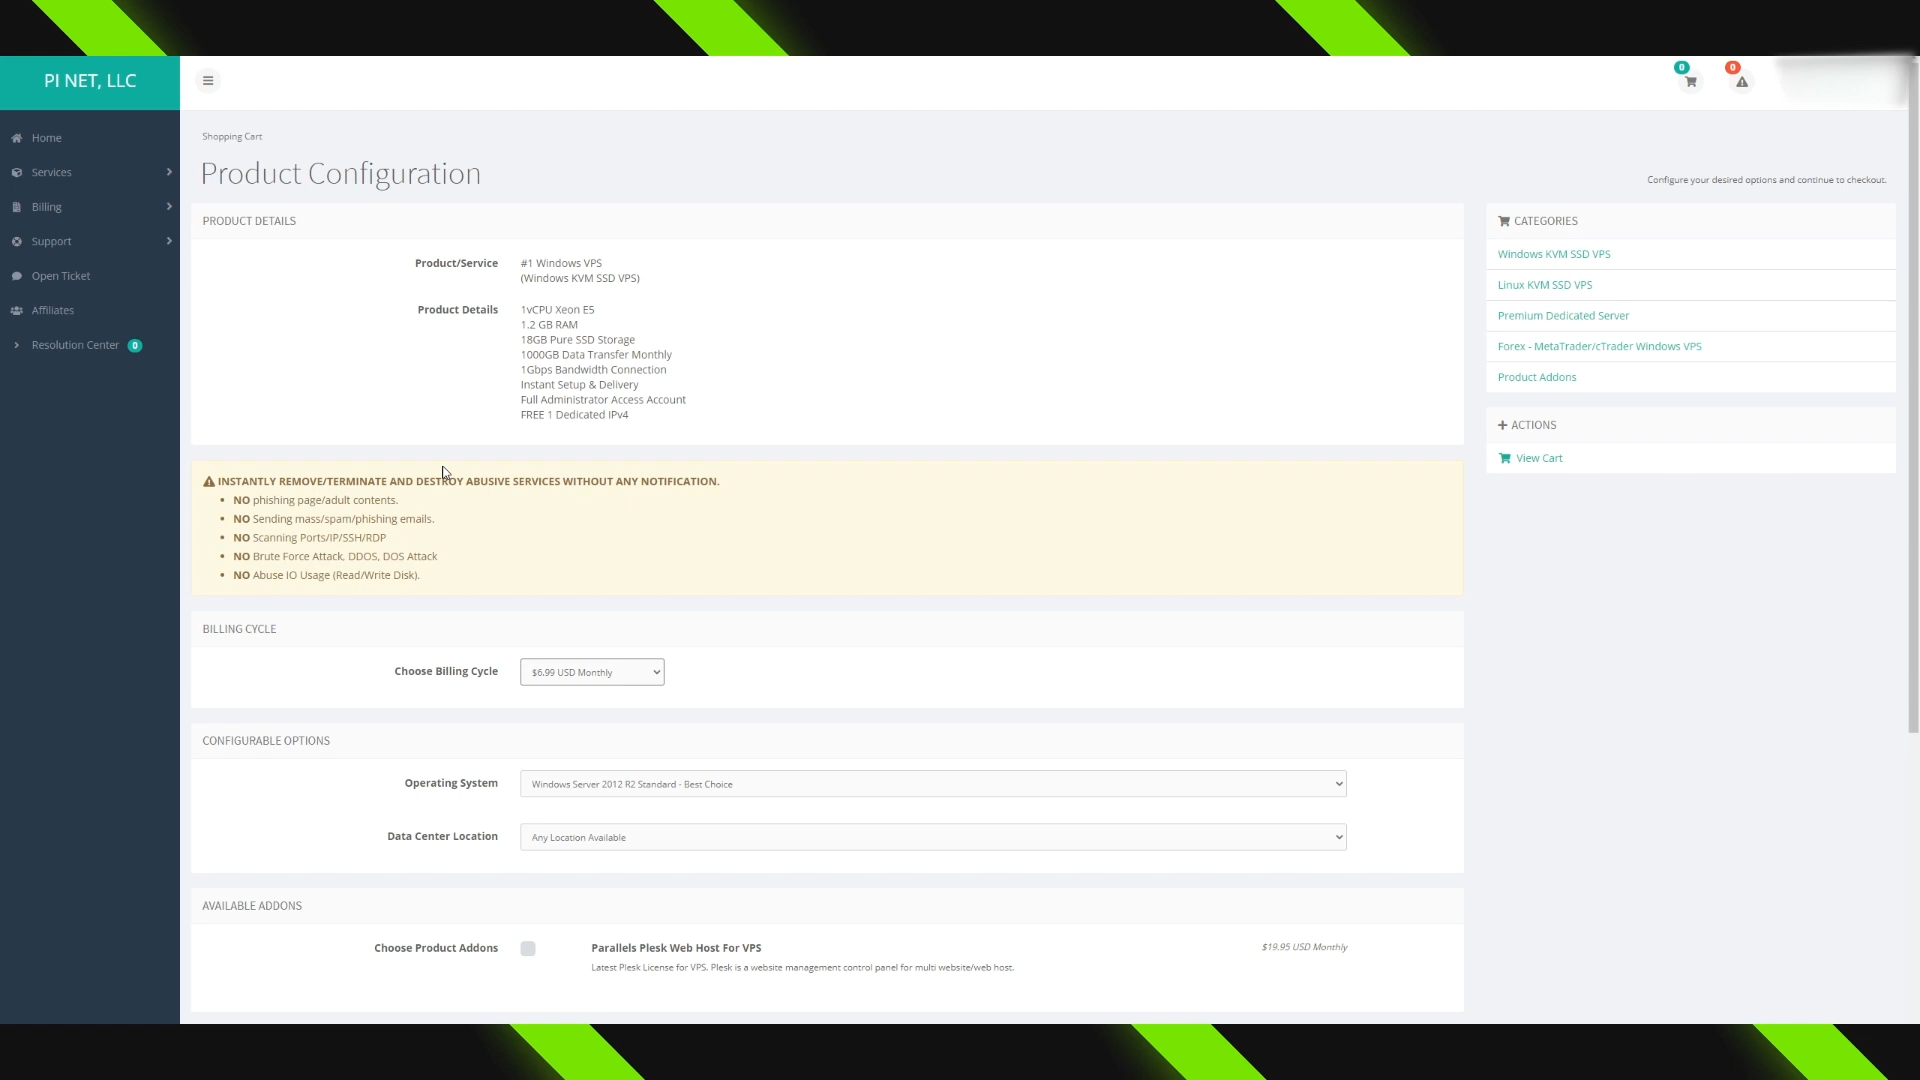 PI NET, LLC
0
0
Home
Services
Billing
Support
Open Ticket
Affiliates
Resolution Center 0
Shopping Cart
Product Configuration
Configure your desired options and continue to checkout.
PRODUCT DETAILS
Product/Service
#1 Windows VPS
(Windows KVM SSD VPS)
Product Details
1vCPU Xeon E5
1.2 GB RAM
18GB Pure SSD Storage
1000GB Data Transfer Monthly
1Gbps Bandwidth Connection
Instant Setup & Delivery
Full Administrator Access Account
FREE 1 Dedicated IPv4
INSTANTLY REMOVE/TERMINATE AND DESTROY ABUSIVE SERVICES WITHOUT ANY NOTIFICATION.
NO phishing page/adult contents.
NO Sending mass/spam/phishing emails.
NO Scanning Ports/IP/SSH/RDP
NO Brute Force Attack, DDOS, DOS Attack
NO Abuse IO Usage (Read/Write Disk).
BILLING CYCLE
Choose Billing Cycle
$6.99 USD Monthly
CONFIGURABLE OPTIONS
Operating System
Windows Server 2012 R2 Standard - Best Choice
Data Center Location
Any Location Available
AVAILABLE ADDONS
Choose Product Addons
Parallels Plesk Web Host For VPS
$19.95 USD Monthly
Latest Plesk License for VPS. Plesk is a website management control panel for multi website/web host.
CATEGORIES
Windows KVM SSD VPS
Linux KVM SSD VPS
Premium Dedicated Server
Forex - MetaTrader/cTrader Windows VPS
Product Addons
ACTIONS
View Cart